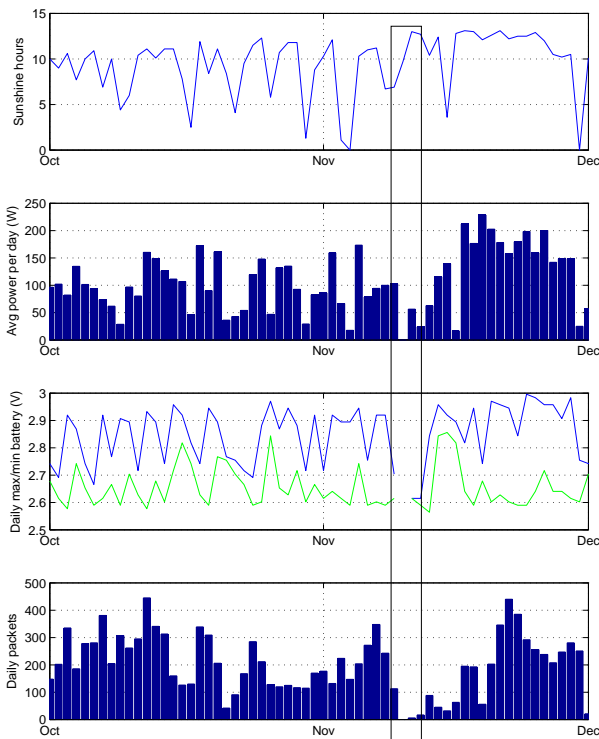 15
10
5
0
Sunshine hours
Oct
Nov
Dec
250
200
150
100
50
0
Avg power per day (W)
Oct
Nov
Dec
3
2.9
2.8
2.7
2.6
2.5
Daily max/min battery (V)
Oct
Nov
Dec
500
400
300
200
100
0
Daily packets
Oct
Nov
Dec